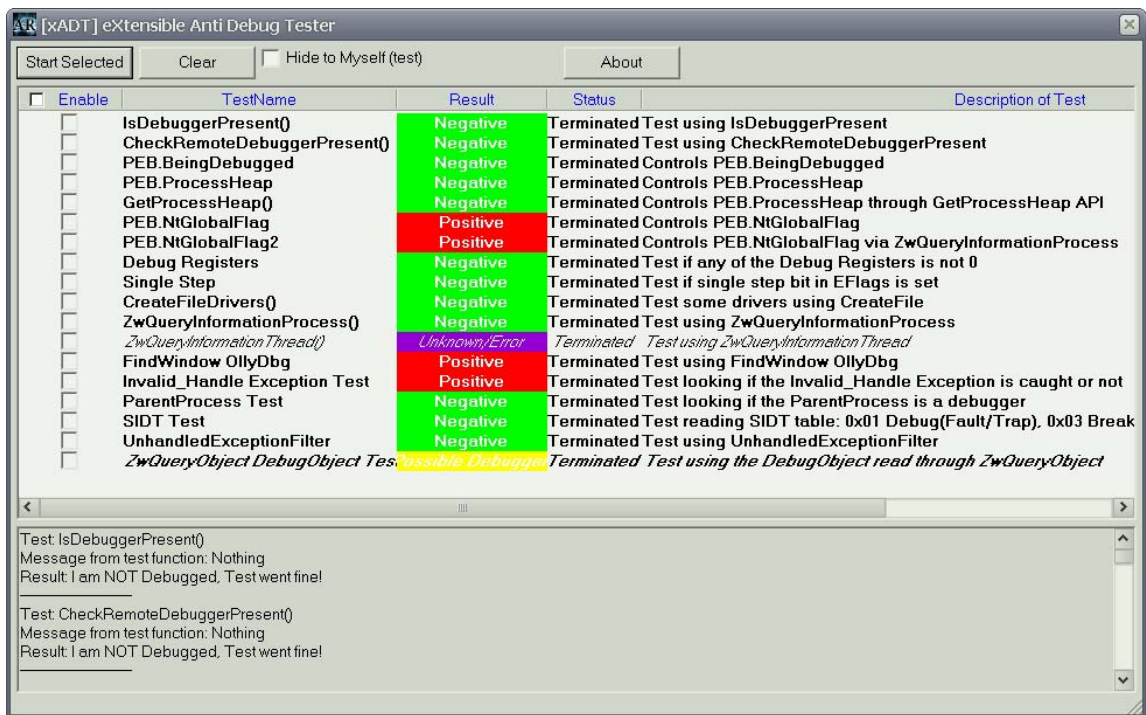 AR [xADT] eXtensible Anti Debug Tester
Start Selected Clear Hide to Myself (test) About
Enable TestName Result Status Description of Test
IsDebuggerPresent() Negative Terminated Test using IsDebuggerPresent
CheckRemoteDebuggerPresent() Negative Terminated Test using CheckRemoteDebuggerPresent
PEB.BeingDebugged Negative Terminated Controls PEB.BeingDebugged
PEB.ProcessHeap Negative Terminated Controls PEB.ProcessHeap
GetProcessHeap() Negative Terminated Controls PEB.ProcessHeap through GetProcessHeap API
PEB.NtGlobalFlag Positive Terminated Controls PEB.NtGlobalFlag
PEB.NtGlobalFlag2 Positive Terminated Controls PEB.NtGlobalFlag via ZwQueryInformationProcess
Debug Registers Negative Terminated Test if any of the Debug Registers is not 0
Single Step Negative Terminated Test if single step bit in EFlags is set
CreateFileDrivers() Negative Terminated Test some drivers using CreateFile
ZwQueryInformationProcess() Negative Terminated Test using ZwQueryInformationProcess
ZwQueryInformationThread() Unknown/Error Terminated Test using ZwQueryInformationThread
FindWindow OllyDbg Positive Terminated Test using FindWindow OllyDbg
Invalid_Handle Exception Test Positive Terminated Test looking if the Invalid_Handle Exception is caught or not
ParentProcess Test Negative Terminated Test looking if the ParentProcess is a debugger
SIDT Test Negative Terminated Test reading SIDT table: 0x01 Debug(Fault/Trap), 0x03 Break
UnhandledExceptionFilter Negative Terminated Test using UnhandledExceptionFilter
ZwQueryObject DebugObject Tes Possible Debugger Terminated Test using the DebugObject read through ZwQueryObject
Test: IsDebuggerPresent()
Message from test function: Nothing
Result: I am NOT Debugged, Test went fine!
Test: CheckRemoteDebuggerPresent()
Message from test function: Nothing
Result: I am NOT Debugged, Test went fine!